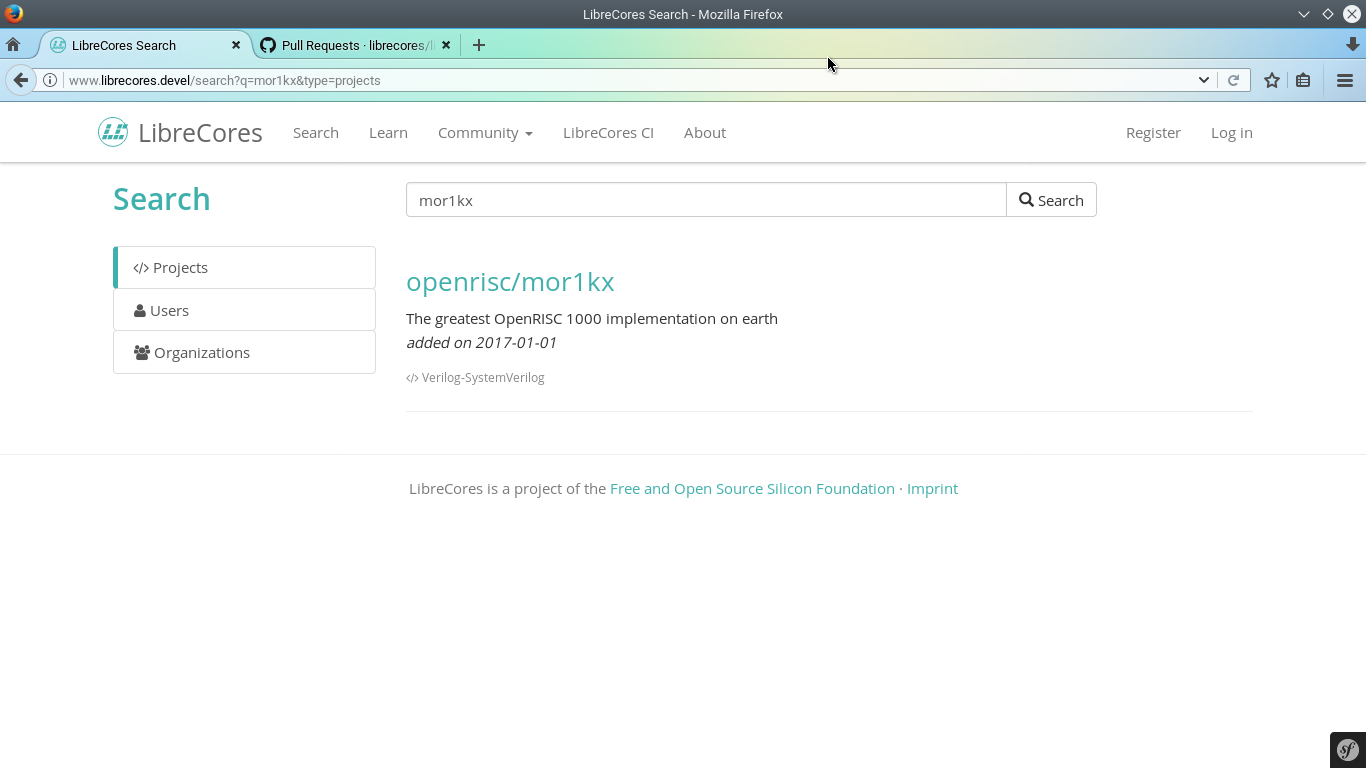 LibreCores Search - Mozilla Firefox
LibreCores Search
Pull Requests · librecores/li
www.librecores.devel/search?q=mor1kx&type=projects
LibreCores Search Learn Community LibreCores CI About Register Log in
Search
mor1kx Search
Projects
Users
Organizations
openrisc/mor1kx
The greatest OpenRISC 1000 implementation on earth
added on 2017-01-01
</> Verilog-SystemVerilog
LibreCores is a project of the Free and Open Source Silicon Foundation · Imprint
sf